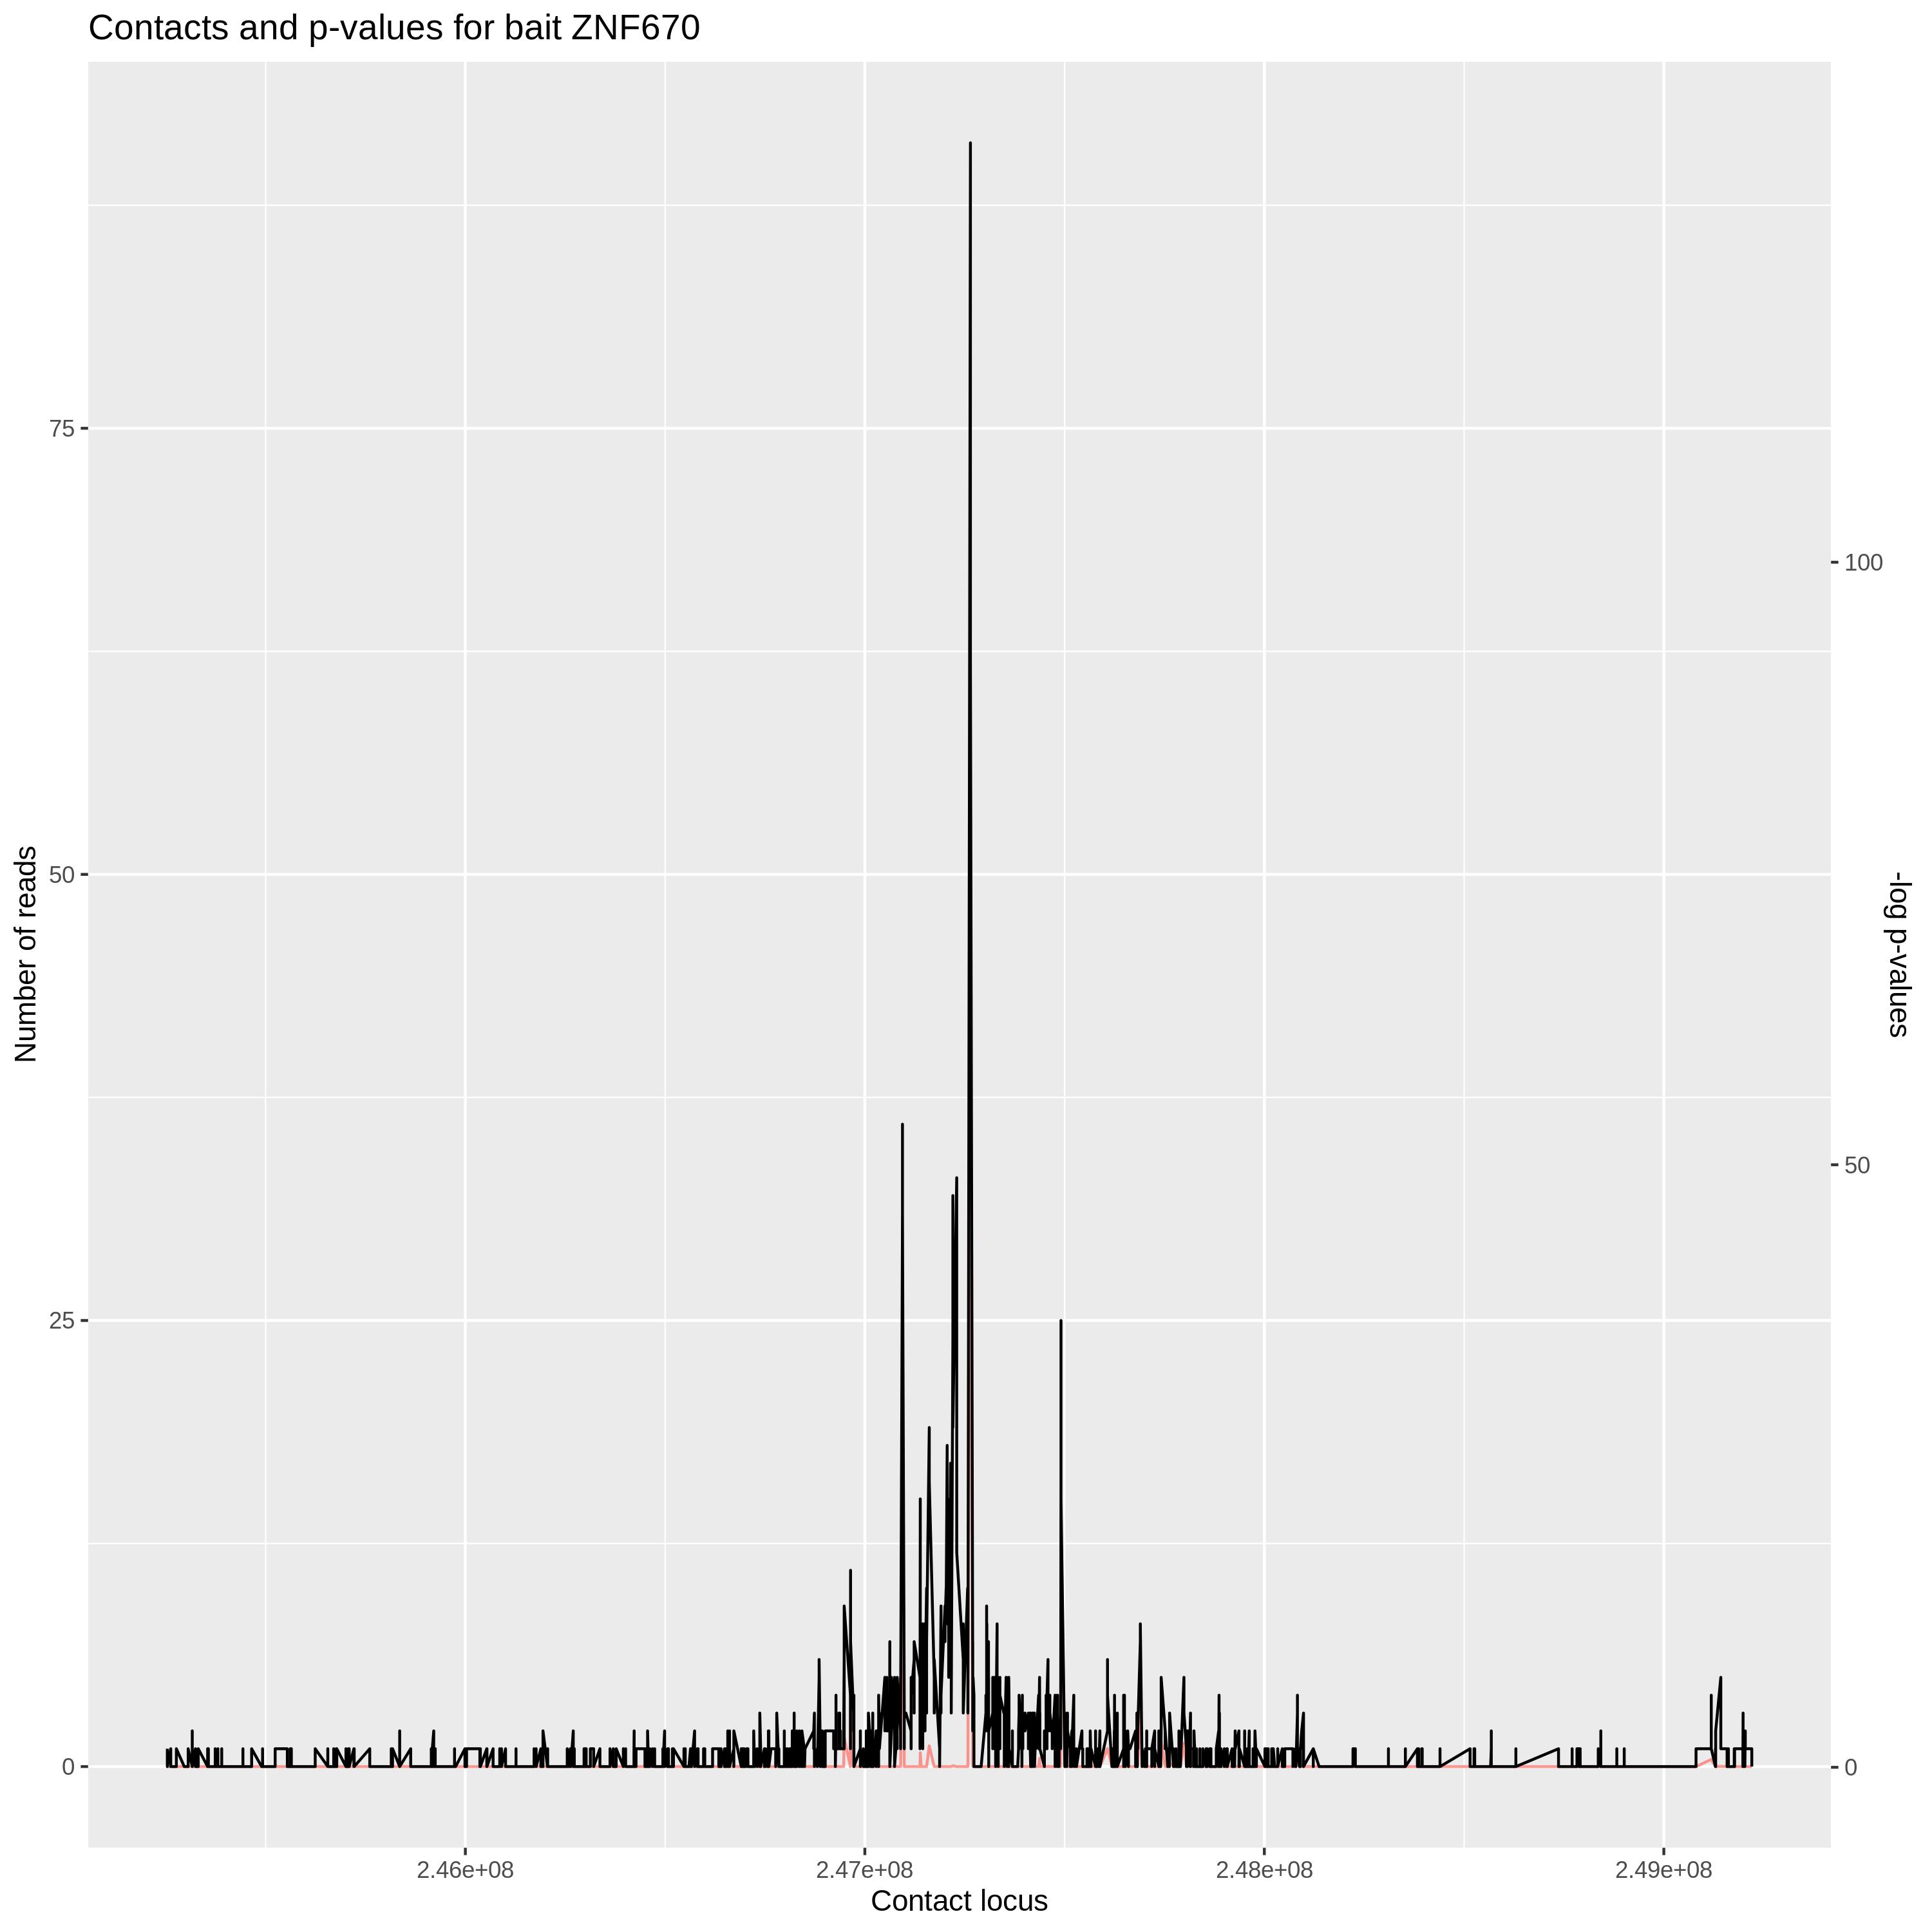 Contacts and p-values for bait ZNF670
75
50
25
0
Number of reads
100
50
0
-log p-values
2.46e+08
2.47e+08
2.48e+08
2.49e+08
Contact locus